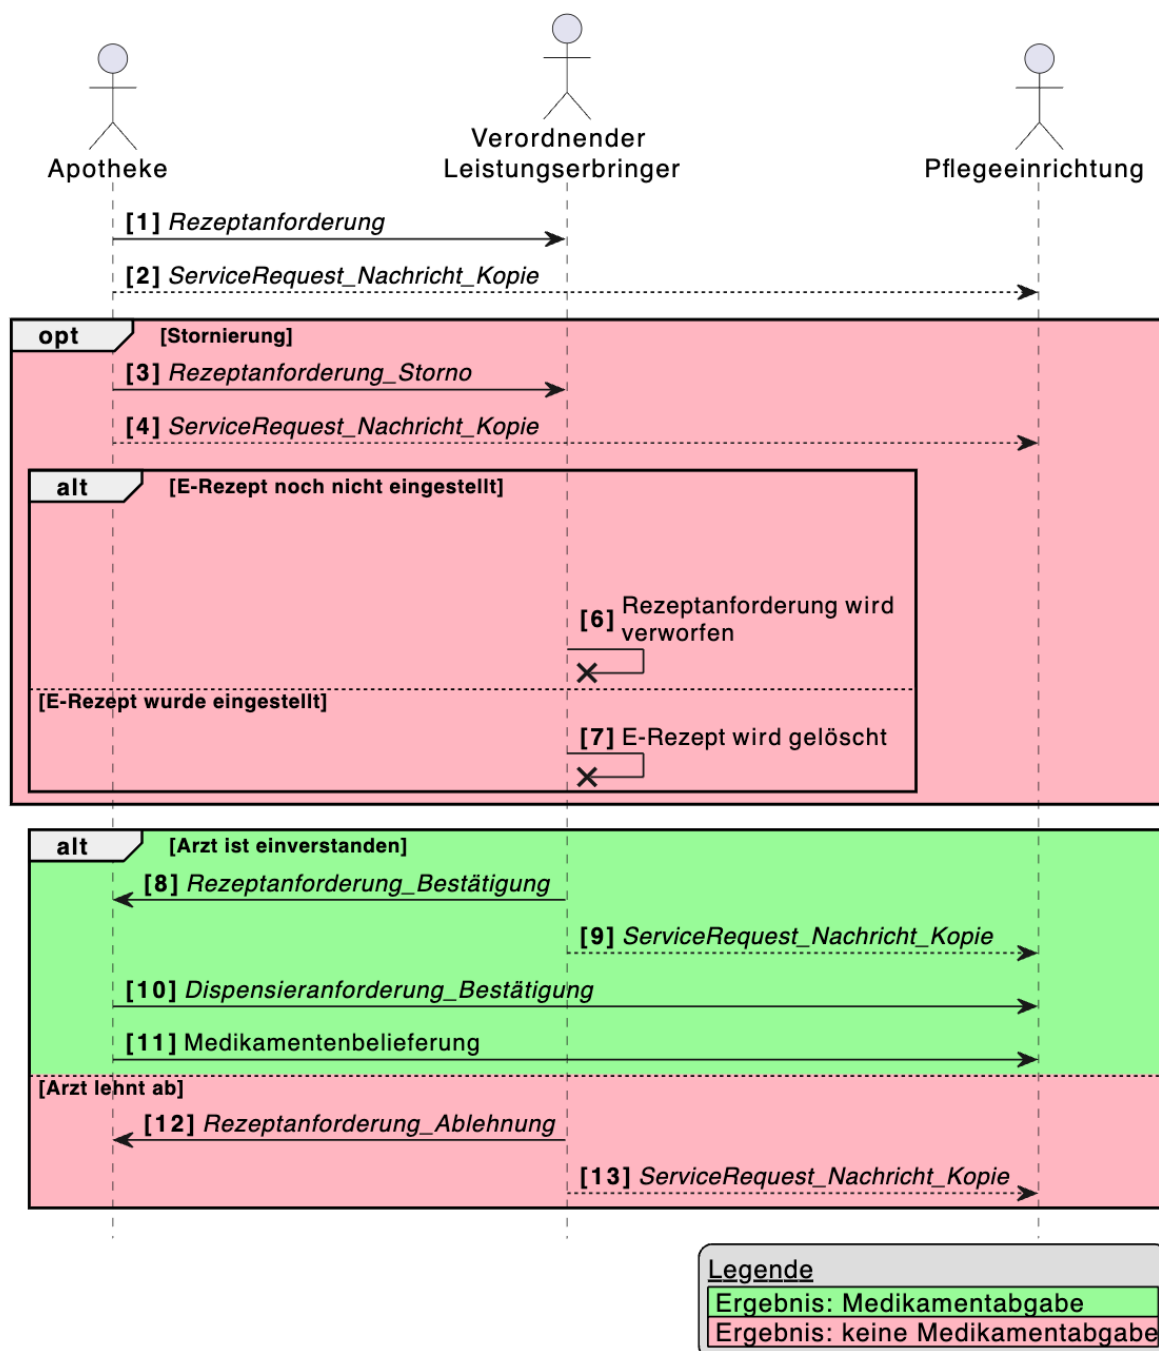 Apotheke
Verordnender
Leistungserbringer
Pflegeeinrichtung
[1] Rezeptanforderung
[2] ServiceRequest_Nachricht_Kopie
opt [Stornierung]
[3] Rezeptanforderung_Storno
[4] ServiceRequest_Nachricht_Kopie
alt [E-Rezept noch nicht eingestellt]
[6] Rezeptanforderung wird
verworfen
[E-Rezept wurde eingestellt]
[7] E-Rezept wird gelöscht
alt [Arzt ist einverstanden]
[8] Rezeptanforderung_Bestätigung
[9] ServiceRequest_Nachricht_Kopie
[10] Dispensieranforderung_Bestätigung
[11] Medikamentenbelieferung
[Arzt lehnt ab]
[12] Rezeptanforderung_Ablehnung
[13] ServiceRequest_Nachricht_Kopie
Legende
Ergebnis: Medikamentabgabe
Ergebnis: keine Medikamentabgabe